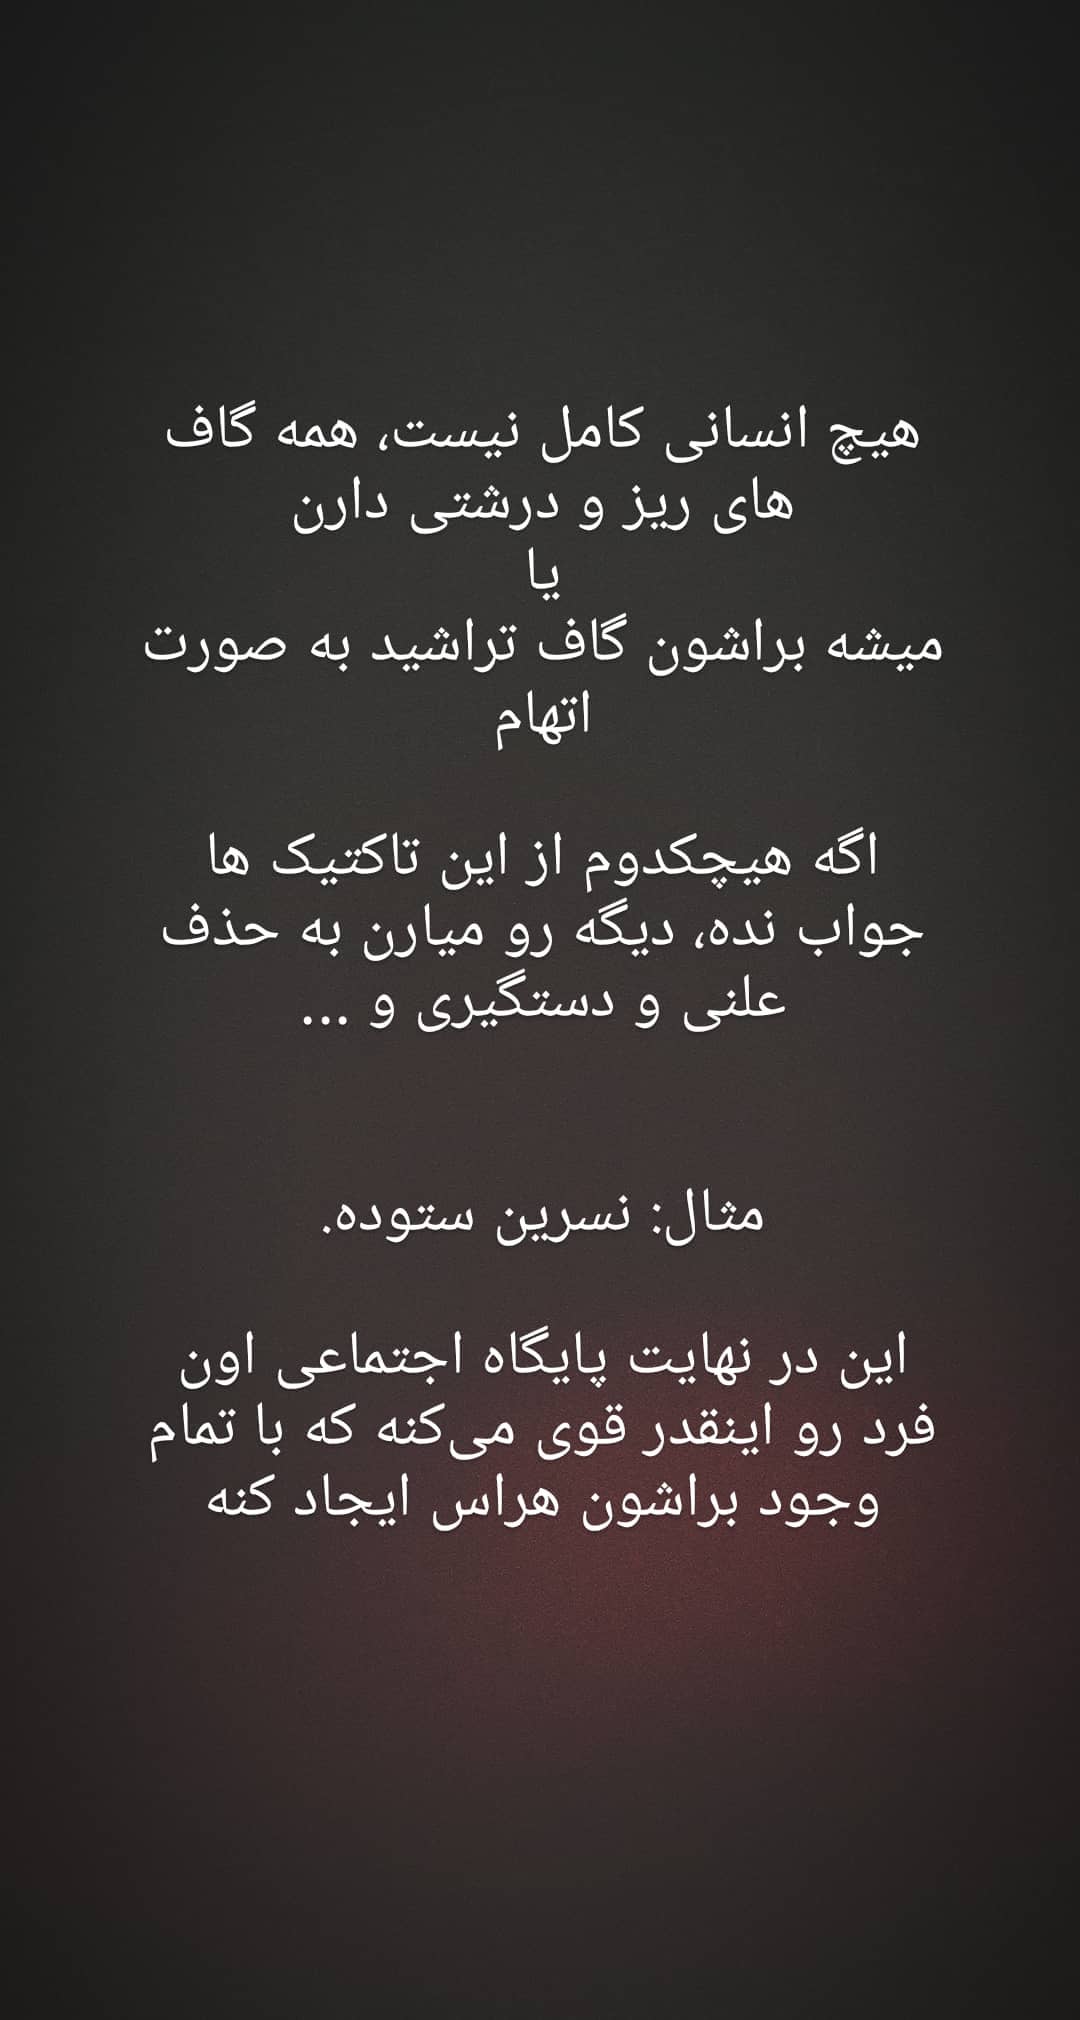 هیچ انسانی کامل نیست، همه گاف
های ریز و درشتی دارن
یا
میشه براشون گاف تراشید به صورت
اتهام
اگه هیچکدوم از این تاکتیک ها
جواب نده، دیگه رو میارن به حذف
علنی و دستگیری و ...
مثال: نسرین ستوده.
این در نهایت پایگاه اجتماعی اون
فرد رو اینقدر قوی می‌کنه که با تمام
وجود براشون هراس ایجاد کنه